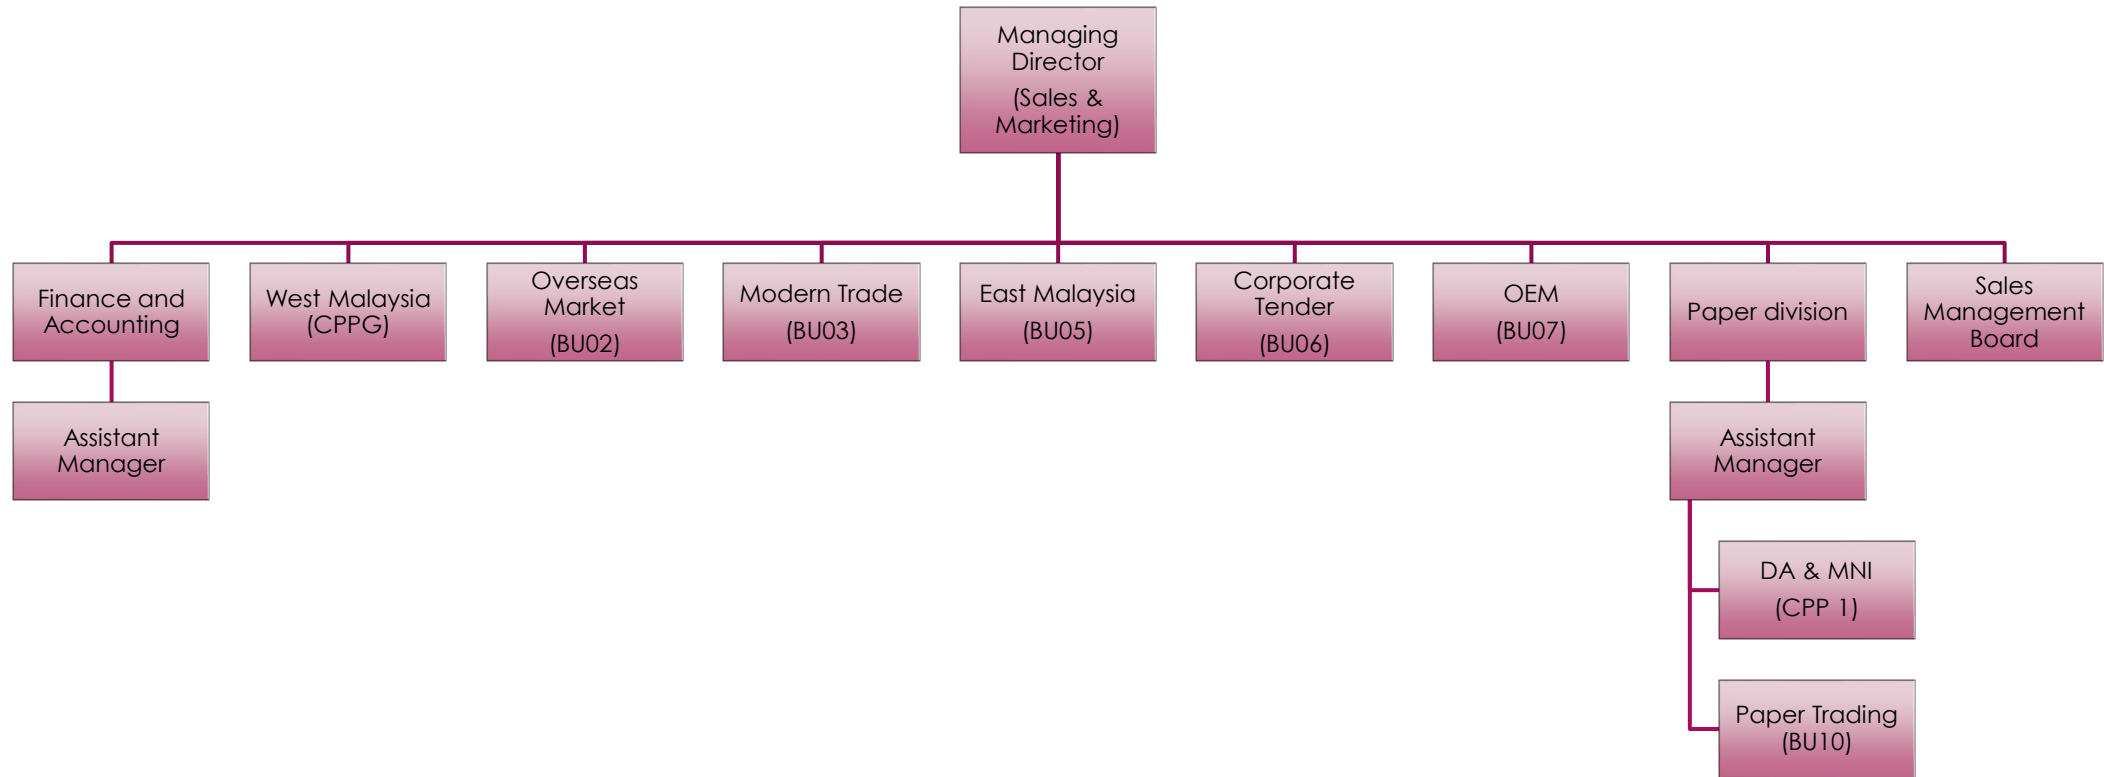 Managing
Director
(Sales &
Marketing)
Finance and
Accounting
West Malaysia
(CPPG)
Overseas
Market
(BU02)
Modern Trade
(BU03)
East Malaysia
(BU05)
Corporate
Tender
(BU06)
OEM
(BU07)
Paper division
Sales
Management
Board
Assistant
Manager
Assistant
Manager
DA & MNI
(CPP 1)
Paper Trading
(BU10)